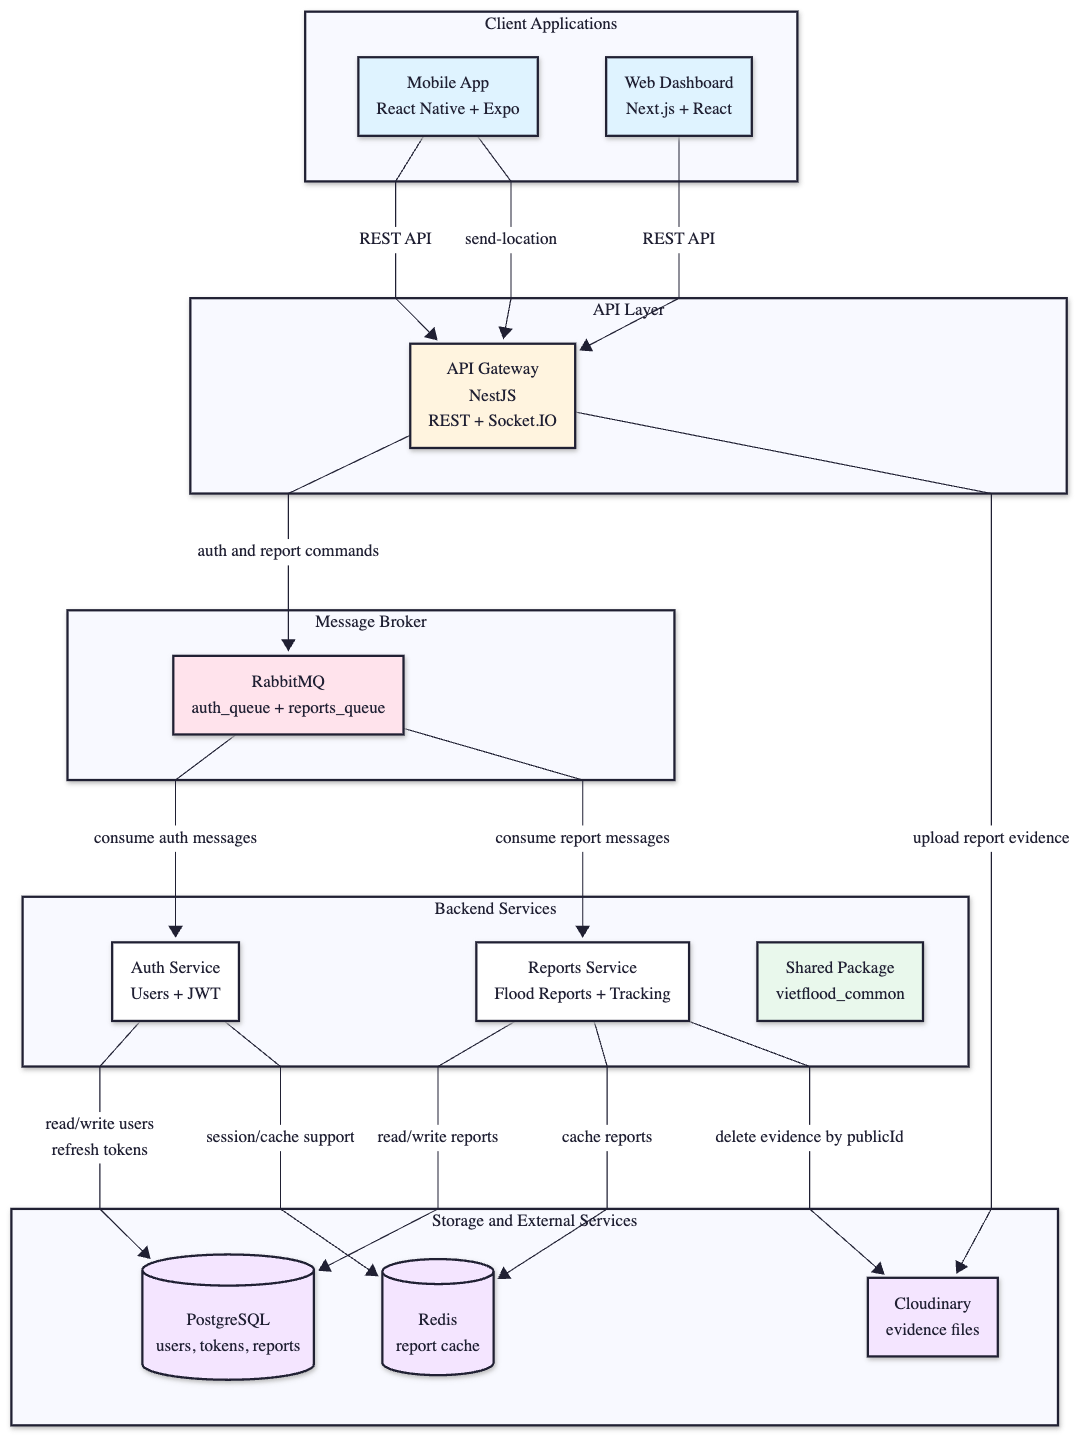 Client Applications
Mobile App
React Native + Expo
Web Dashboard
Next.js + React
REST API
send-location
REST API
API Layer
API Gateway
NestJS
REST + Socket.IO
auth and report commands
Message Broker
RabbitMQ
auth_queue + reports_queue
consume auth messages
consume report messages
upload report evidence
Backend Services
Auth Service
Users + JWT
Reports Service
Flood Reports + Tracking
Shared Package
vietflood_common
read/write users
refresh tokens
session/cache support
read/write reports
cache reports
delete evidence by publicId
Storage and External Services
PostgreSQL
users, tokens, reports
Redis
report cache
Cloudinary
evidence files